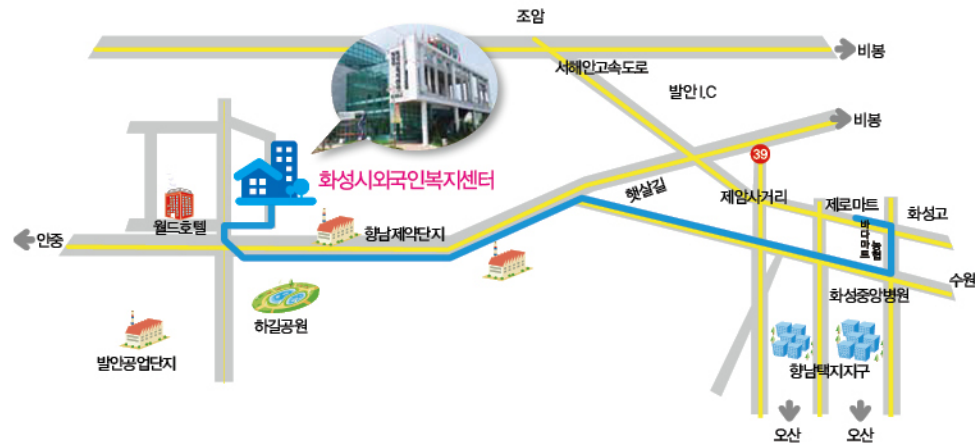 조암
비봉
서해안고속도로
발안 I.C
비봉
39
화성시외국인복지센터
햇살길
제암사거리
제로마트
화성고
월드호텔
향남제약단지
바다마트
농협
안중
수원
화성중앙병원
하길공원
발안공업단지
향남택지지구
오산
오산